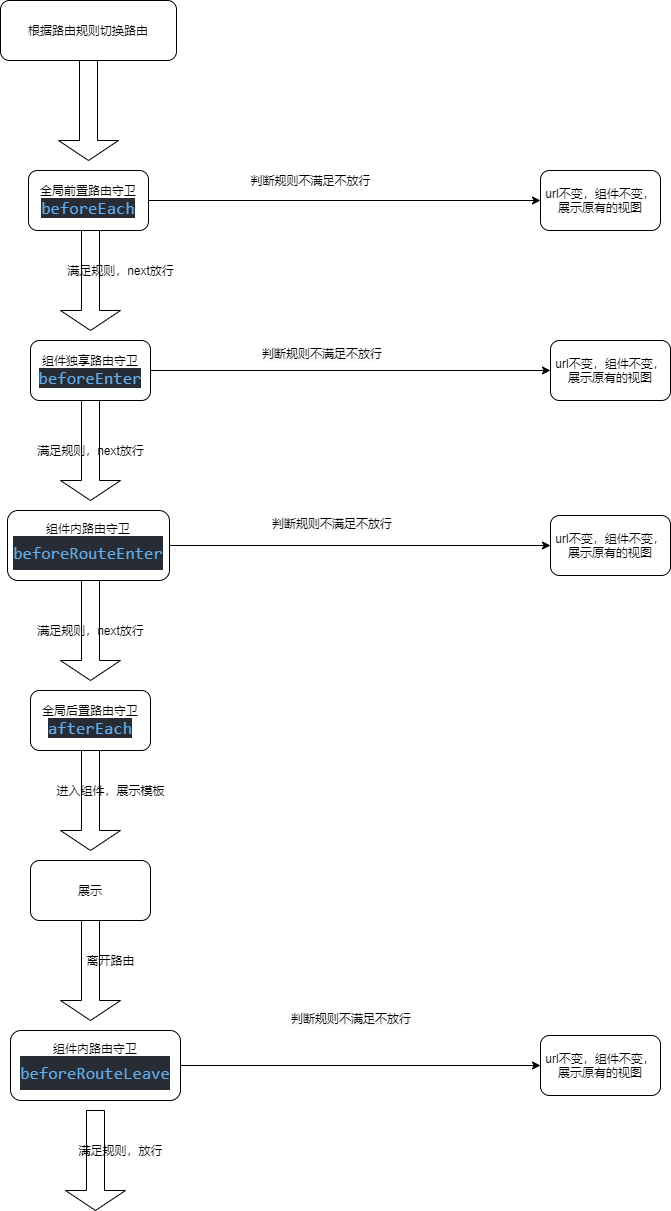 根据路由规则切换路由
全局前置路由守卫
beforeEach
判断规则不满足不放行
url不变，组件不变，
展示原有的视图
满足规则，next放行
组件独享路由守卫
beforeEnter
判断规则不满足不放行
url不变，组件不变，
展示原有的视图
满足规则，next放行
组件内路由守卫
beforeRouteEnter
判断规则不满足不放行
url不变，组件不变，
展示原有的视图
满足规则，next放行
全局后置路由守卫
afterEach
进入组件，展示模板
展示
离开路由
组件内路由守卫
beforeRouteLeave
判断规则不满足不放行
url不变，组件不变，
展示原有的视图
满足规则，放行